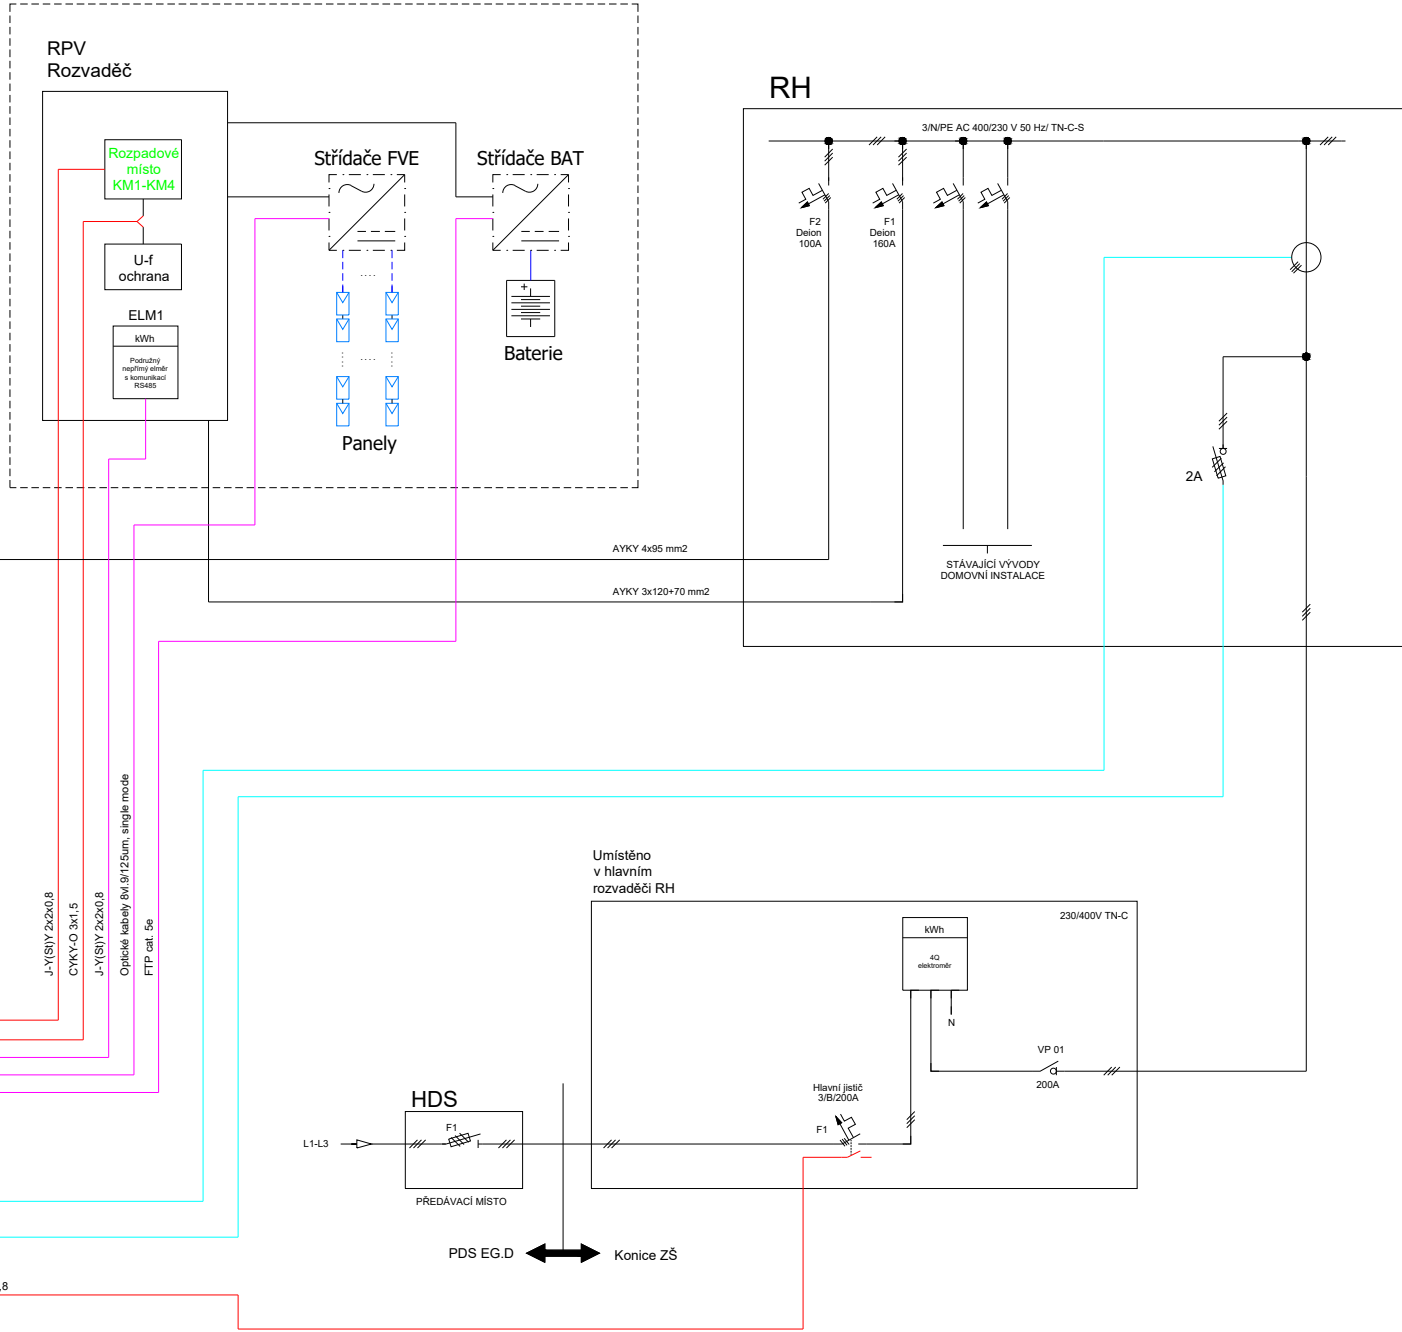 RPV
Rozvaděč
Rozpadové
místo
KM1-KM4
U-f
ochrana
ELM1
kWh
Podružný
nepřímý elměr
s komunikací
RS485
Střídače FVE
Panely
Střídače BAT
+
Baterie
RH
3/N/PE AC 400/230 V 50 Hz/ TN-C-S
F2
Deion
100A
F1
Deion
160A
2A
STÁVAJÍCÍ VÝVODY
DOMOVNÍ INSTALACE
AYKY 4x95 mm2
AYKY 3x120+70 mm2
J-Y(St)Y 2x2x0,8
CYKY-O 3x1,5
J-Y(St)Y 2x2x0,8
Optické kabely 8vl.9/125um, single mode
FTP cat. 5e
Umístěno
v hlavním
rozvaděči RH
230/400V TN-C
kWh
4Q
elektroměr
N
VP 01
200A
Hlavní jistič
3/B/200A
F1
HDS
F1
L1-L3
PŘEDÁVACÍ MÍSTO
PDS EG.D
Konice ZŠ
,8